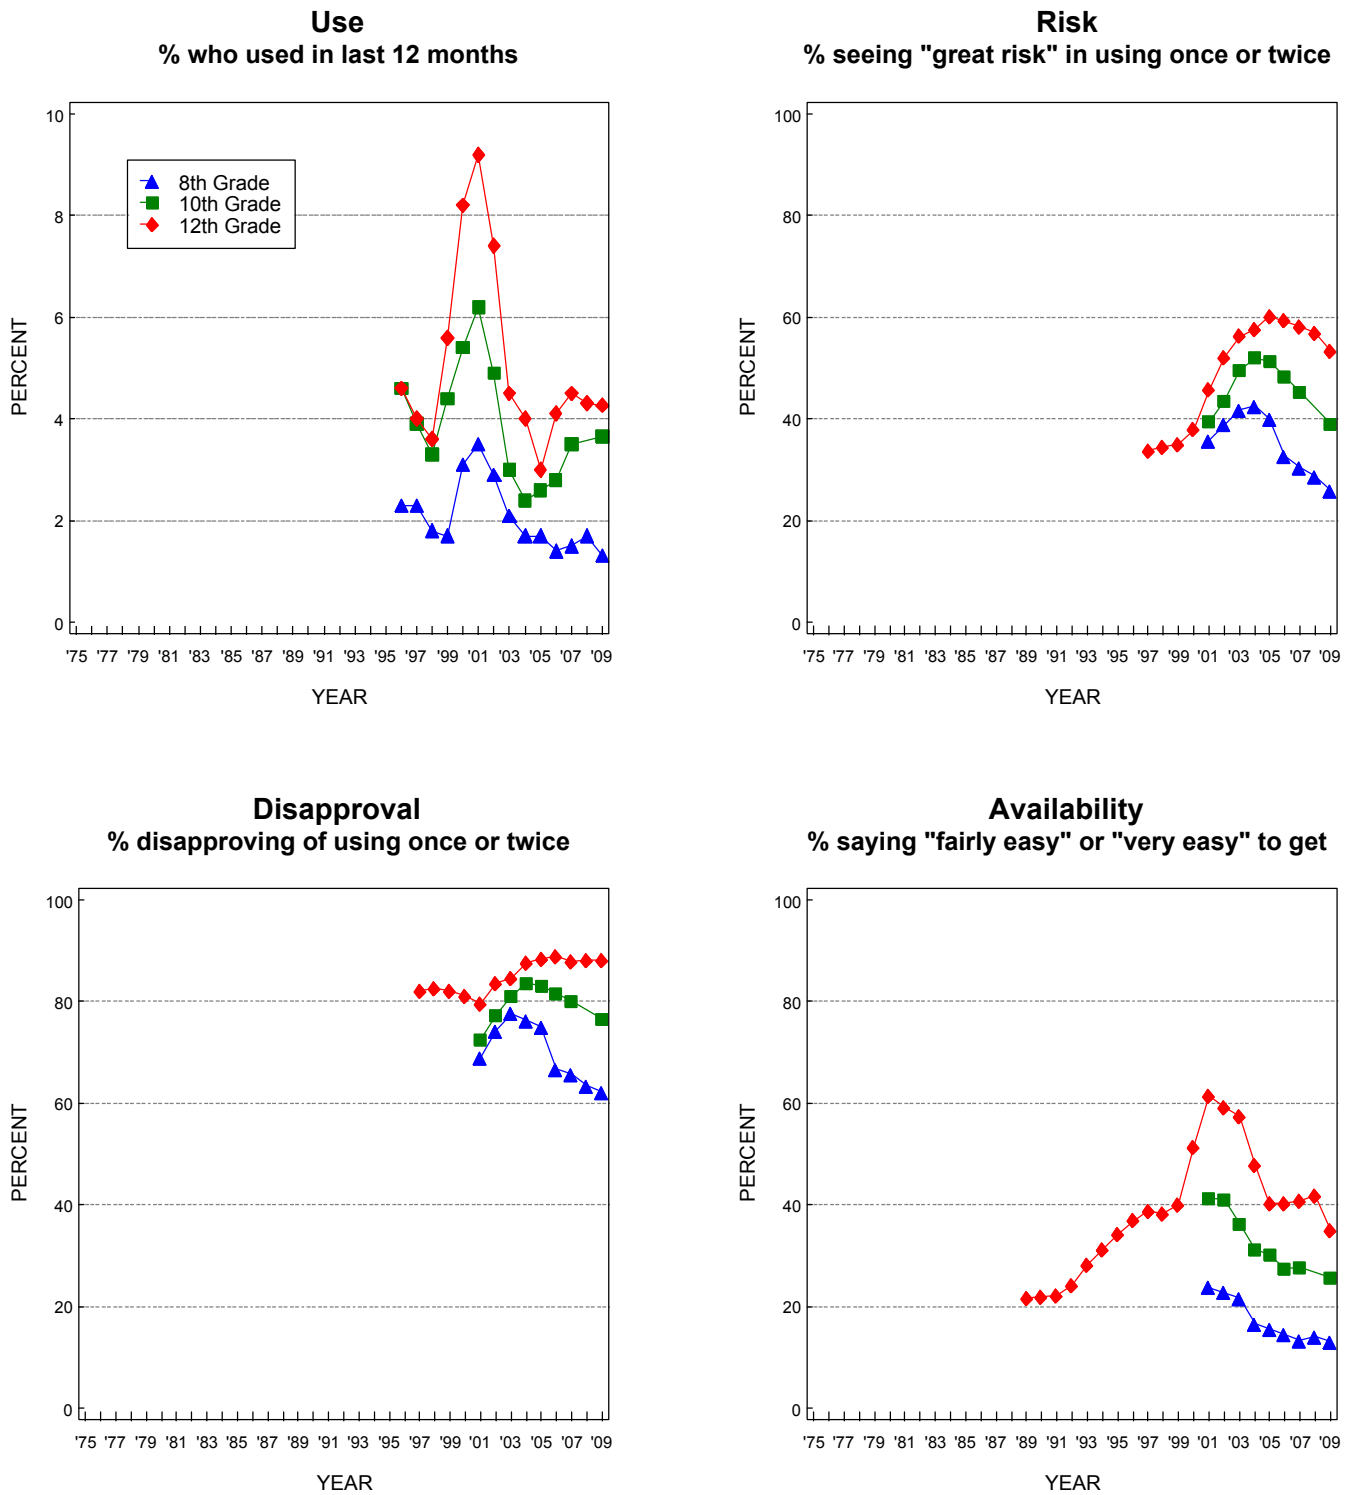 Use
% who used in last 12 months
10
8
6
4
2
0
PERCENT
8th Grade
10th Grade
12th Grade
'75 '77 '79 '81 '83 '85 '87 '89 '91 '93 '95 '97 '99 '01 '03 '05 '07 '09
YEAR
Risk
% seeing "great risk" in using once or twice
100
80
60
40
20
0
PERCENT
'75 '77 '79 '81 '83 '85 '87 '89 '91 '93 '95 '97 '99 '01 '03 '05 '07 '09
YEAR
Disapproval
% disapproving of using once or twice
100
80
60
40
20
0
PERCENT
'75 '77 '79 '81 '83 '85 '87 '89 '91 '93 '95 '97 '99 '01 '03 '05 '07 '09
YEAR
Availability
% saying "fairly easy" or "very easy" to get
100
80
60
40
20
0
PERCENT
'75 '77 '79 '81 '83 '85 '87 '89 '91 '93 '95 '97 '99 '01 '03 '05 '07 '09
YEAR